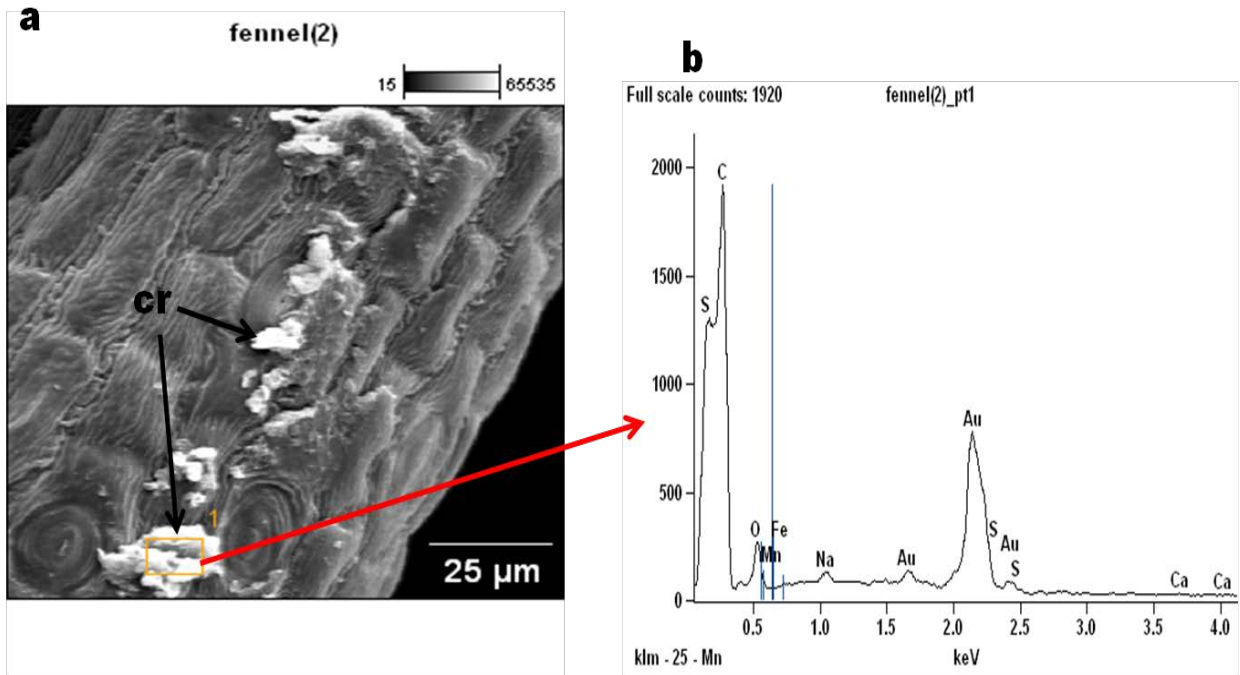 a
fennel(2)
15 65535
cr
1
25 µm
b
Full scale counts: 1920 fennel(2)_pt1
2000
1500
1000
500
0
C
S
O
Mn
Fe
Na
Au
Au
S
Au
S
Ca
Ca
0.5 1.0 1.5 2.0 2.5 3.0 3.5 4.0
klm - 25 - Mn keV